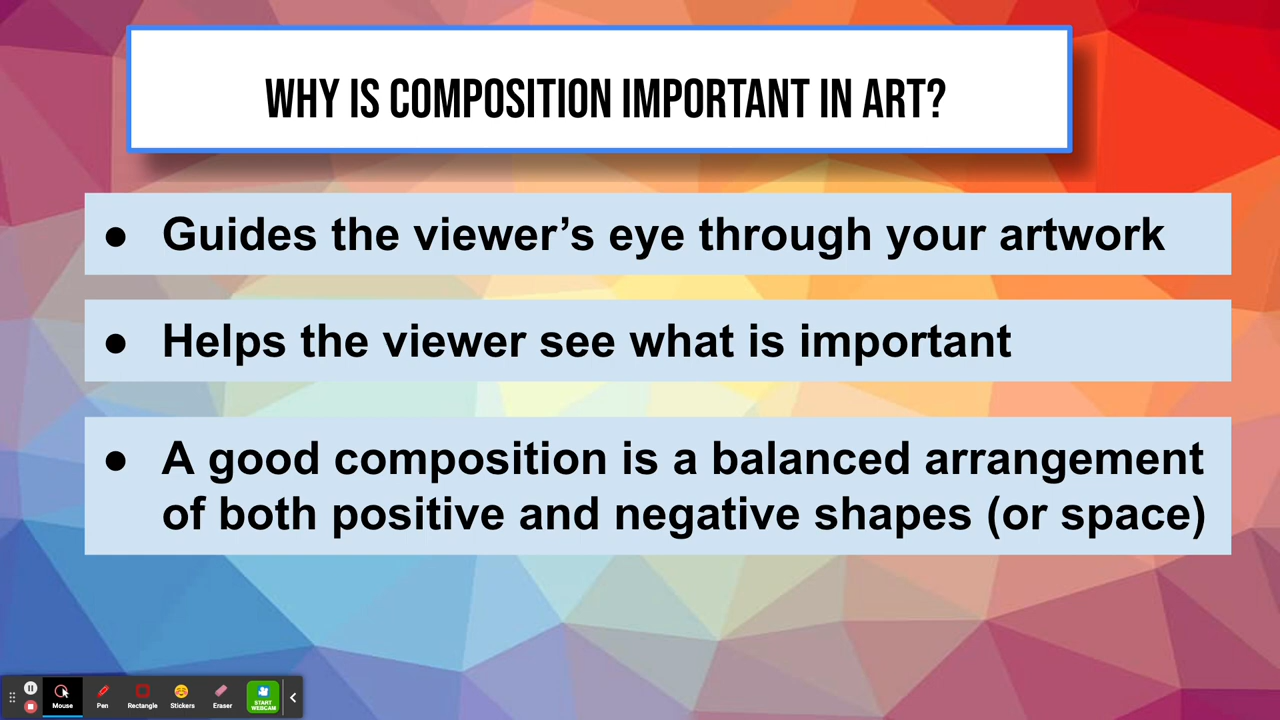 WHY IS COMPOSITION IMPORTANT IN ART?
● Guides the viewer’s eye through your artwork
● Helps the viewer see what is important
● A good composition is a balanced arrangement
of both positive and negative shapes (or space)
Mouse Pen Rectangle Stickers Eraser START
WEBCAM